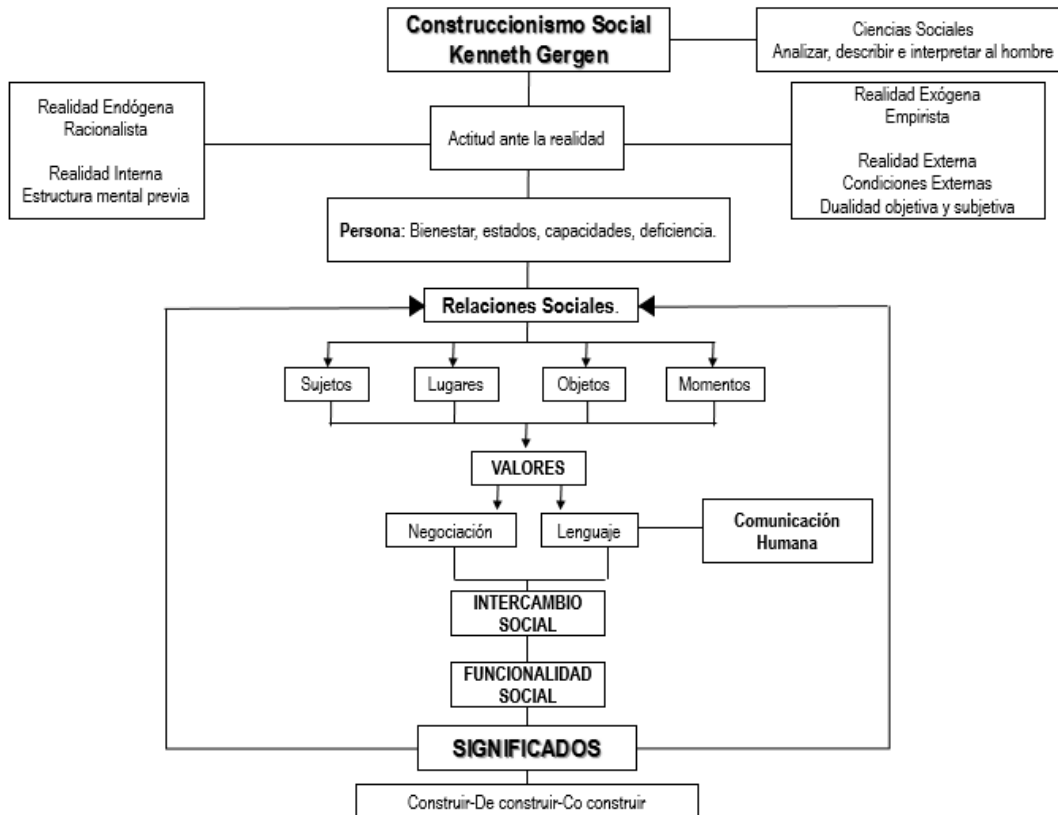 Construccionismo Social
Kenneth Gergen
Ciencias Sociales
Analizar, describir e interpretar al hombre
Realidad Endógena
Racionalista
Realidad Interna
Estructura mental previa
Actitud ante la realidad
Realidad Exógena
Empirista
Realidad Externa
Condiciones Externas
Dualidad objetiva y subjetiva
Persona: Bienestar, estados, capacidades, deficiencia.
Relaciones Sociales.
Sujetos
Lugares
Objetos
Momentos
VALORES
Negociación
Lenguaje
Comunicación
Humana
INTERCAMBIO
SOCIAL
FUNCIONALIDAD
SOCIAL
SIGNIFICADOS
Construir-De construir-Co construir